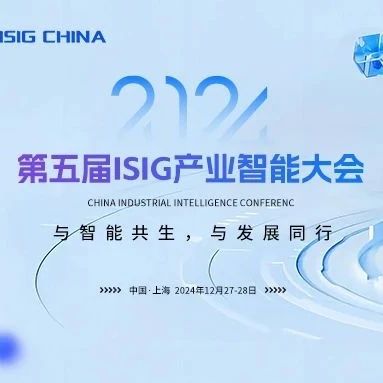 ISIG CHINA
2024
第五届ISIG产业智能大会
CHINA INDUSTRIAL INTELLIGENCE CONFERENC
与智能共生，与发展同行
›››››› 中国·上海 2024年12月27-28日 ››››››